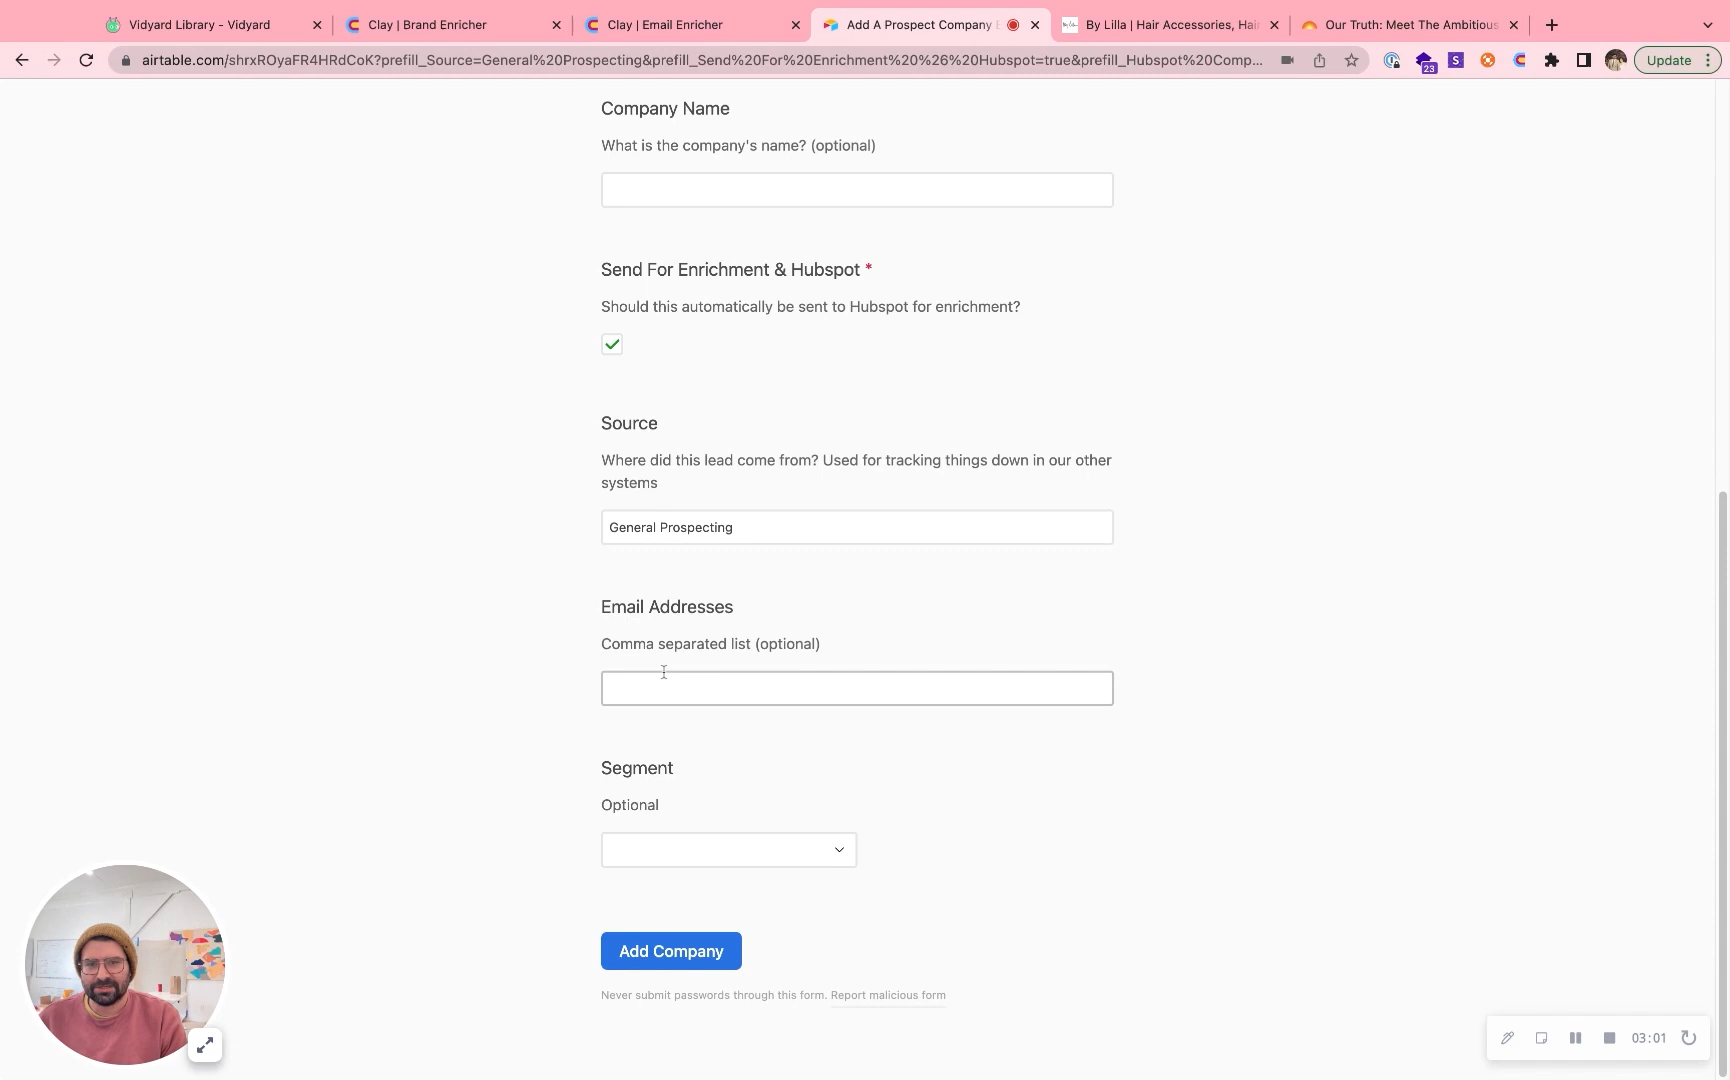 Vidyard Library - Vidyard
Clay | Brand Enricher
Clay | Email Enricher
Add A Prospect Company
By Lilla | Hair Accessories, Hai
Our Truth: Meet The Ambitious
airtable.com/shrxROyaFR4HRdCoK?prefill_Source=General%20Prospecting&prefill_Send%20For%20Enrichment%20%26%20Hubspot=true&prefill_Hubspot%20Comp...
23
S
Update
Company Name
What is the company's name? (optional)
Send For Enrichment & Hubspot *
Should this automatically be sent to Hubspot for enrichment?
Source
Where did this lead come from? Used for tracking things down in our other
systems
General Prospecting
Email Addresses
Comma separated list (optional)
Segment
Optional
Add Company
Never submit passwords through this form. Report malicious form
03:01